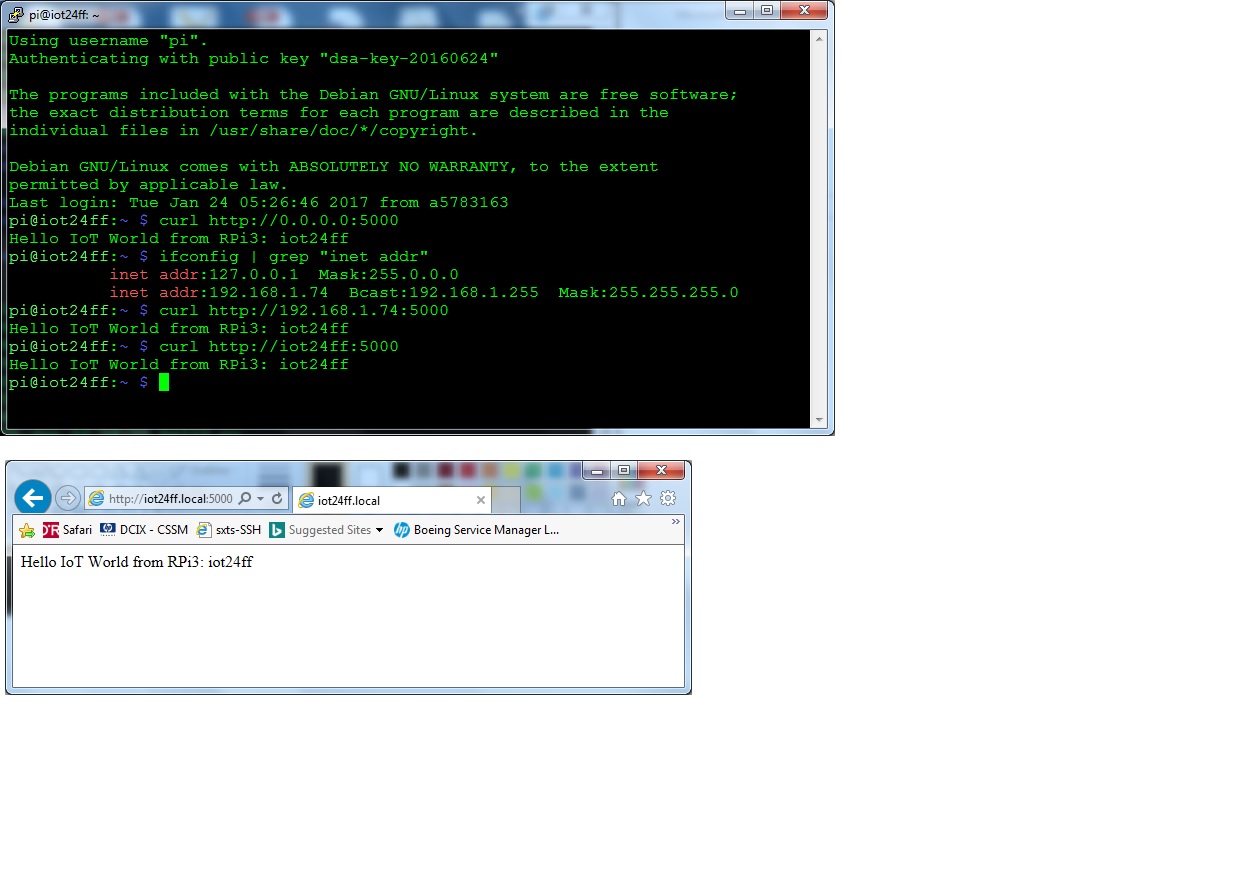 pi@iot24ff: ~
Using username "pi".
Authenticating with public key "dsa-key-20160624"
The programs included with the Debian GNU/Linux system are free software;
the exact distribution terms for each program are described in the
individual files in /usr/share/doc/*/copyright.
Debian GNU/Linux comes with ABSOLUTELY NO WARRANTY, to the extent
permitted by applicable law.
Last login: Tue Jan 24 05:26:46 2017 from a5783163
pi@iot24ff:~ $ curl http://0.0.0.0:5000
Hello IoT World from RPi3: iot24ff
pi@iot24ff:~ $ ifconfig | grep "inet addr"
inet addr:127.0.0.1  Mask:255.0.0.0
inet addr:192.168.1.74  Bcast:192.168.1.255  Mask:255.255.255.0
pi@iot24ff:~ $ curl http://192.168.1.74:5000
Hello IoT World from RPi3: iot24ff
pi@iot24ff:~ $ curl http://iot24ff:5000
Hello IoT World from RPi3: iot24ff
pi@iot24ff:~ $
http://iot24ff.local:5000
iot24ff.local
Safari DCIX - CSSM sxts-SSH Suggested Sites Boeing Service Manager L...
Hello IoT World from RPi3: iot24ff